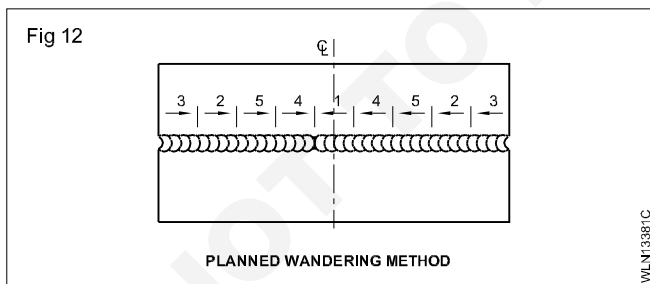 Fig 12
℄
3 2 5 4 1 4 5 2 3
PLANNED WANDERING METHOD
WLN13381C